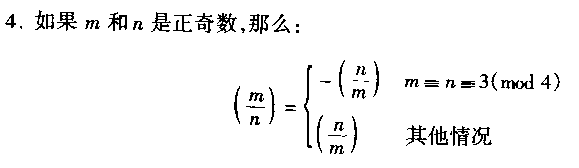 4. 如果 m 和 n 是正奇数,那么:
(m/n) = { -(n/m) m ≡ n ≡ 3(mod 4)
(n/m) 其他情况